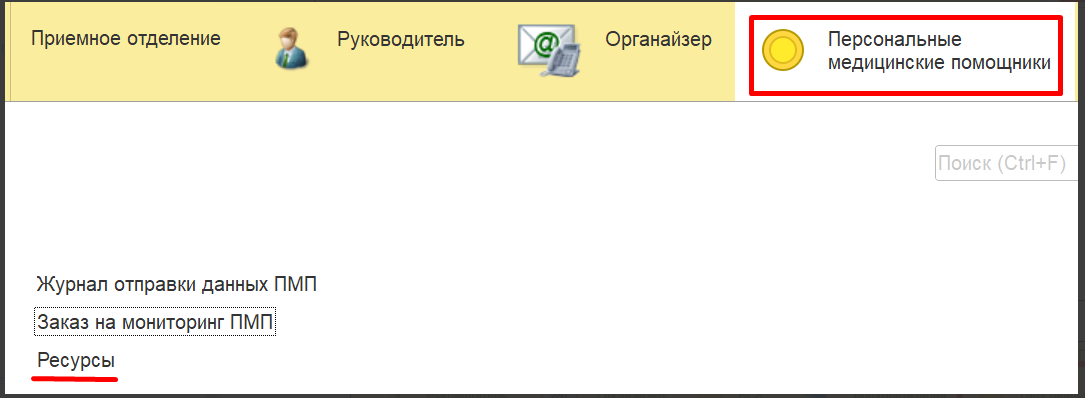 Приемное отделение
Руководитель
Органайзер
Персональные
медицинские помощники
Поиск (Ctrl+F)
Журнал отправки данных ПМП
Заказ на мониторинг ПМП
Ресурсы